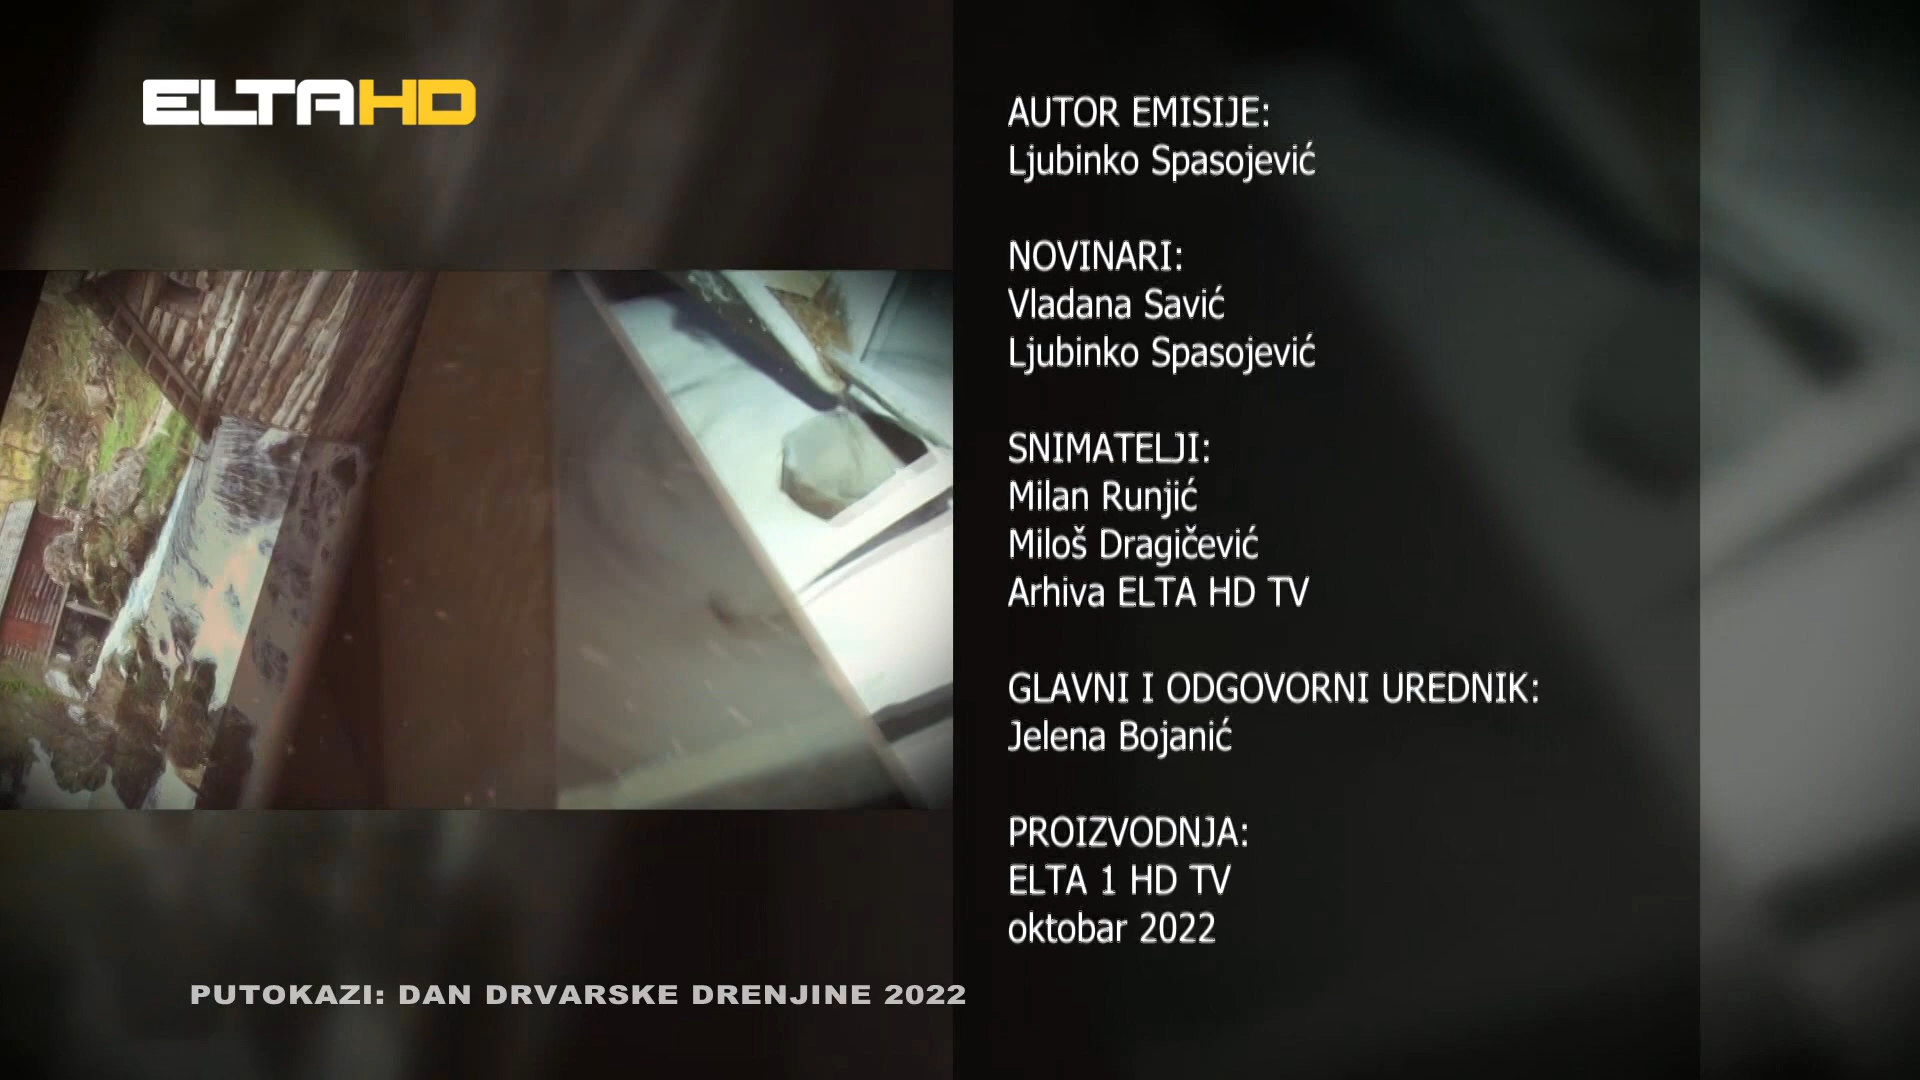 ELTAHD
AUTOR EMISIJE:
Ljubinko Spasojević
NOVINARI:
Vladana Savić
Ljubinko Spasojević
SNIMATELJI:
Milan Runjić
Miloš Dragičević
Arhiva ELTA HD TV
GLAVNI I ODGOVORNI UREDNIK:
Jelena Bojanić
PROIZVODNJA:
ELTA 1 HD TV
oktobar 2022
PUTOKAZI: DAN DRVARSKE DRENJINE 2022